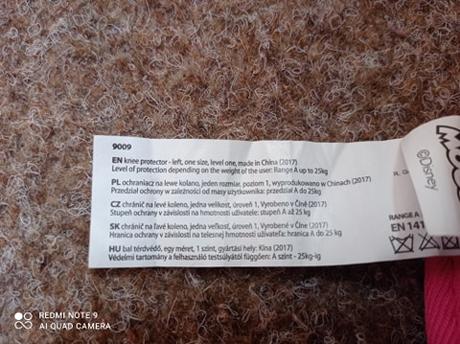 9009
EN knee protector - left, one size, level one, made in China (2017)
Level of protection depending on the weight of the user: Range A up to 25kg
PL ochraniacz na lewe kolano, jeden rozmiar, poziom 1, wyprodukowano w Chinach (2017)
Przedział ochrony w zależności od masy użytkownika: przedział A do 25kg
CZ chránič na levé koleno, jedna velikost, úroveň 1, Vyrobené v Číně (2017)
Stupeň ochrany v závislosti na hmotnosti uživatele: stupeň A až 25 kg
SK chránič na ľavé koleno, jedna veľkosť, úroveň 1, Vyrobené v Číne (2017)
Hranica ochrony v závislosti na telesnej hmotnosti užívateľa: hranica A do 25 kg
HU bal térdvédő, egy méret, 1 szint, gyártási hely: Kína (2017)
Védelmi tartomány a felhasználó testsúlyától függően: A szint - 25kg-ig
©Disney
RANGE A
EN 141
REDMI NOTE 9
AI QUAD CAMERA